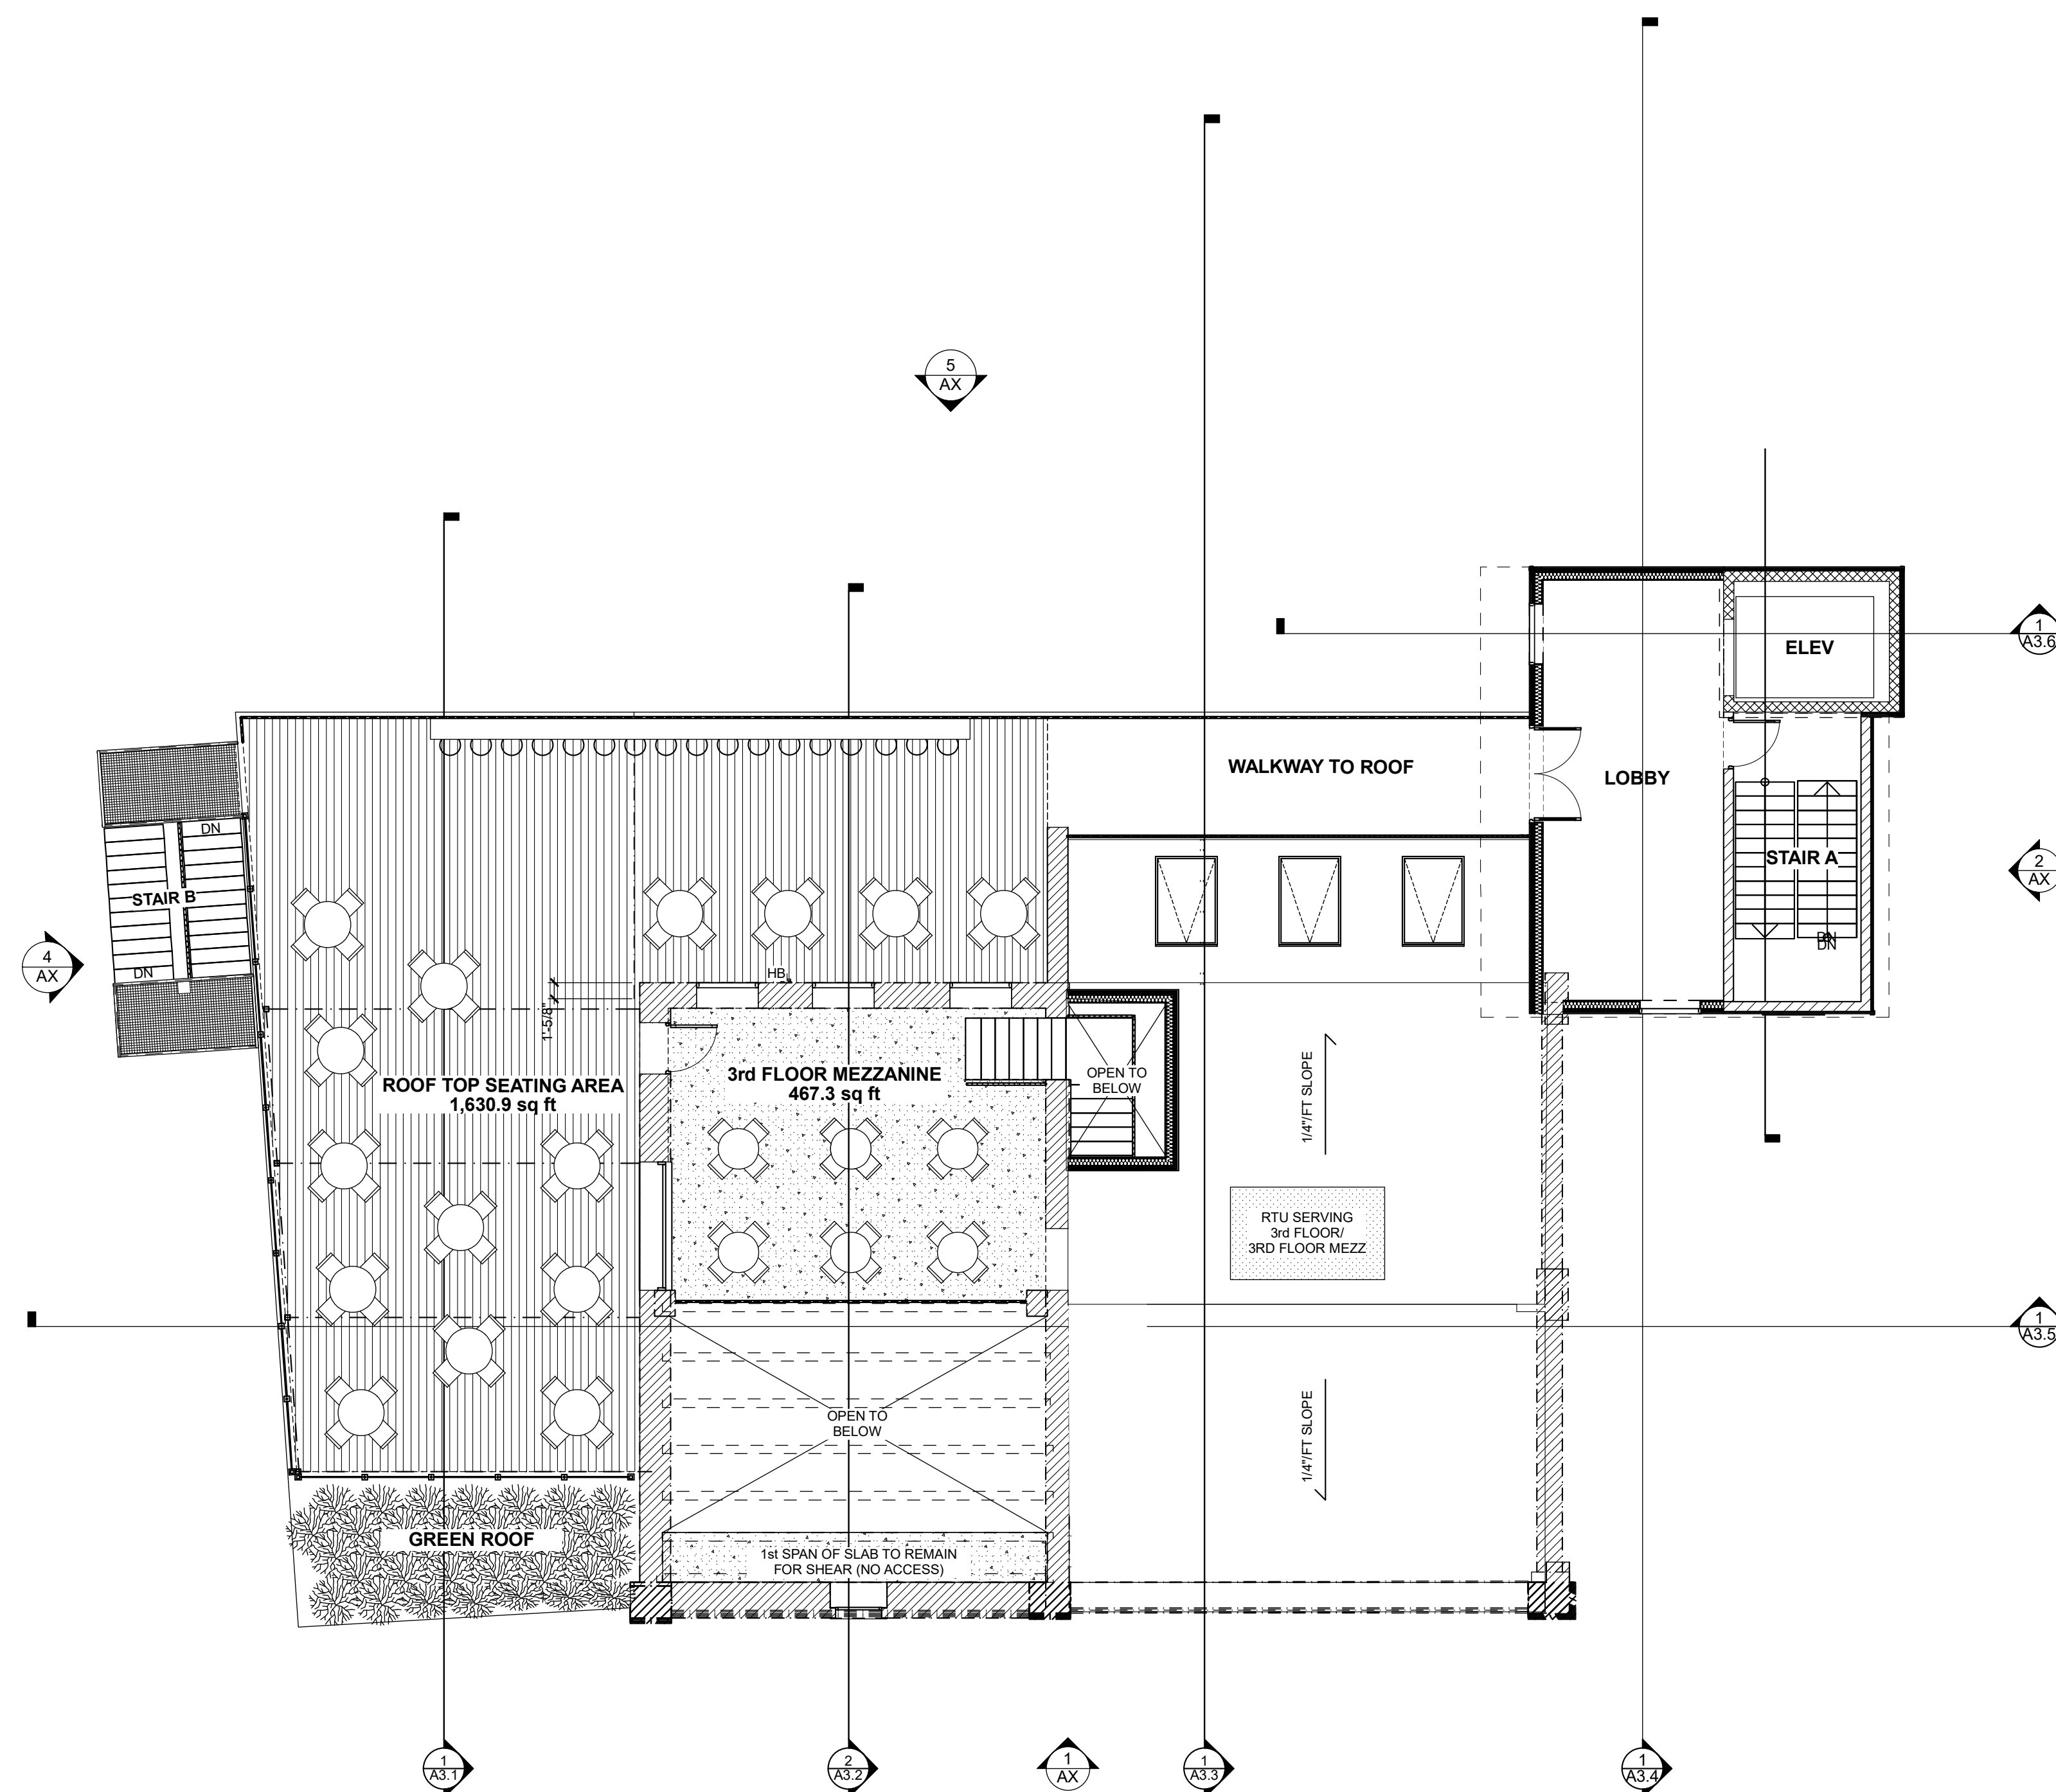 5
AX
1
A3.6
ELEV
WALKWAY TO ROOF
LOBBY
DN
STAIR A
2
AX
STAIR B
DN
DN
DN
4
AX
HB
1'-5/8"
ROOF TOP SEATING AREA
1,630.9 sq ft
3rd FLOOR MEZZANINE
467.3 sq ft
OPEN TO
BELOW
1/4"/FT SLOPE
RTU SERVING
3rd FLOOR/
3RD FLOOR MEZZ
1
A3.5
OPEN TO
BELOW
1/4"/FT SLOPE
GREEN ROOF
1st SPAN OF SLAB TO REMAIN
FOR SHEAR (NO ACCESS)
1
A3.1
2
A3.2
1
AX
1
A3.3
1
A3.4